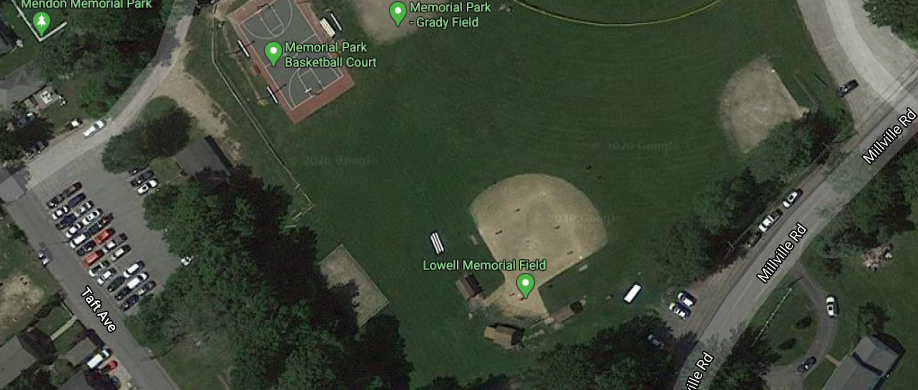 Mendon Memorial Park
Memorial Park
- Grady Field
Memorial Park
Basketball Court
Millville Rd
© 2020 Google
© 2020 Google
2020 Google
Millville Rd
Lowell Memorial Field
Taft Ave
ville Rd